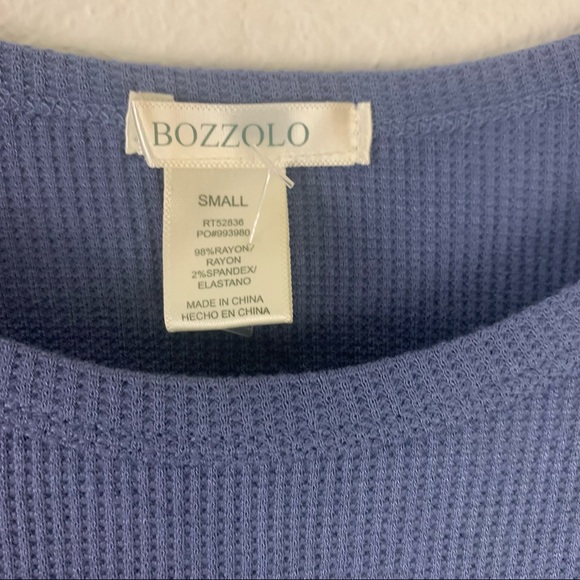 BOZZOLO
SMALL
RT52836
PO#993980
98%RAYON/
RAYON
2%SPANDEX/
ELASTANO
MADE IN CHINA
HECHO EN CHINA